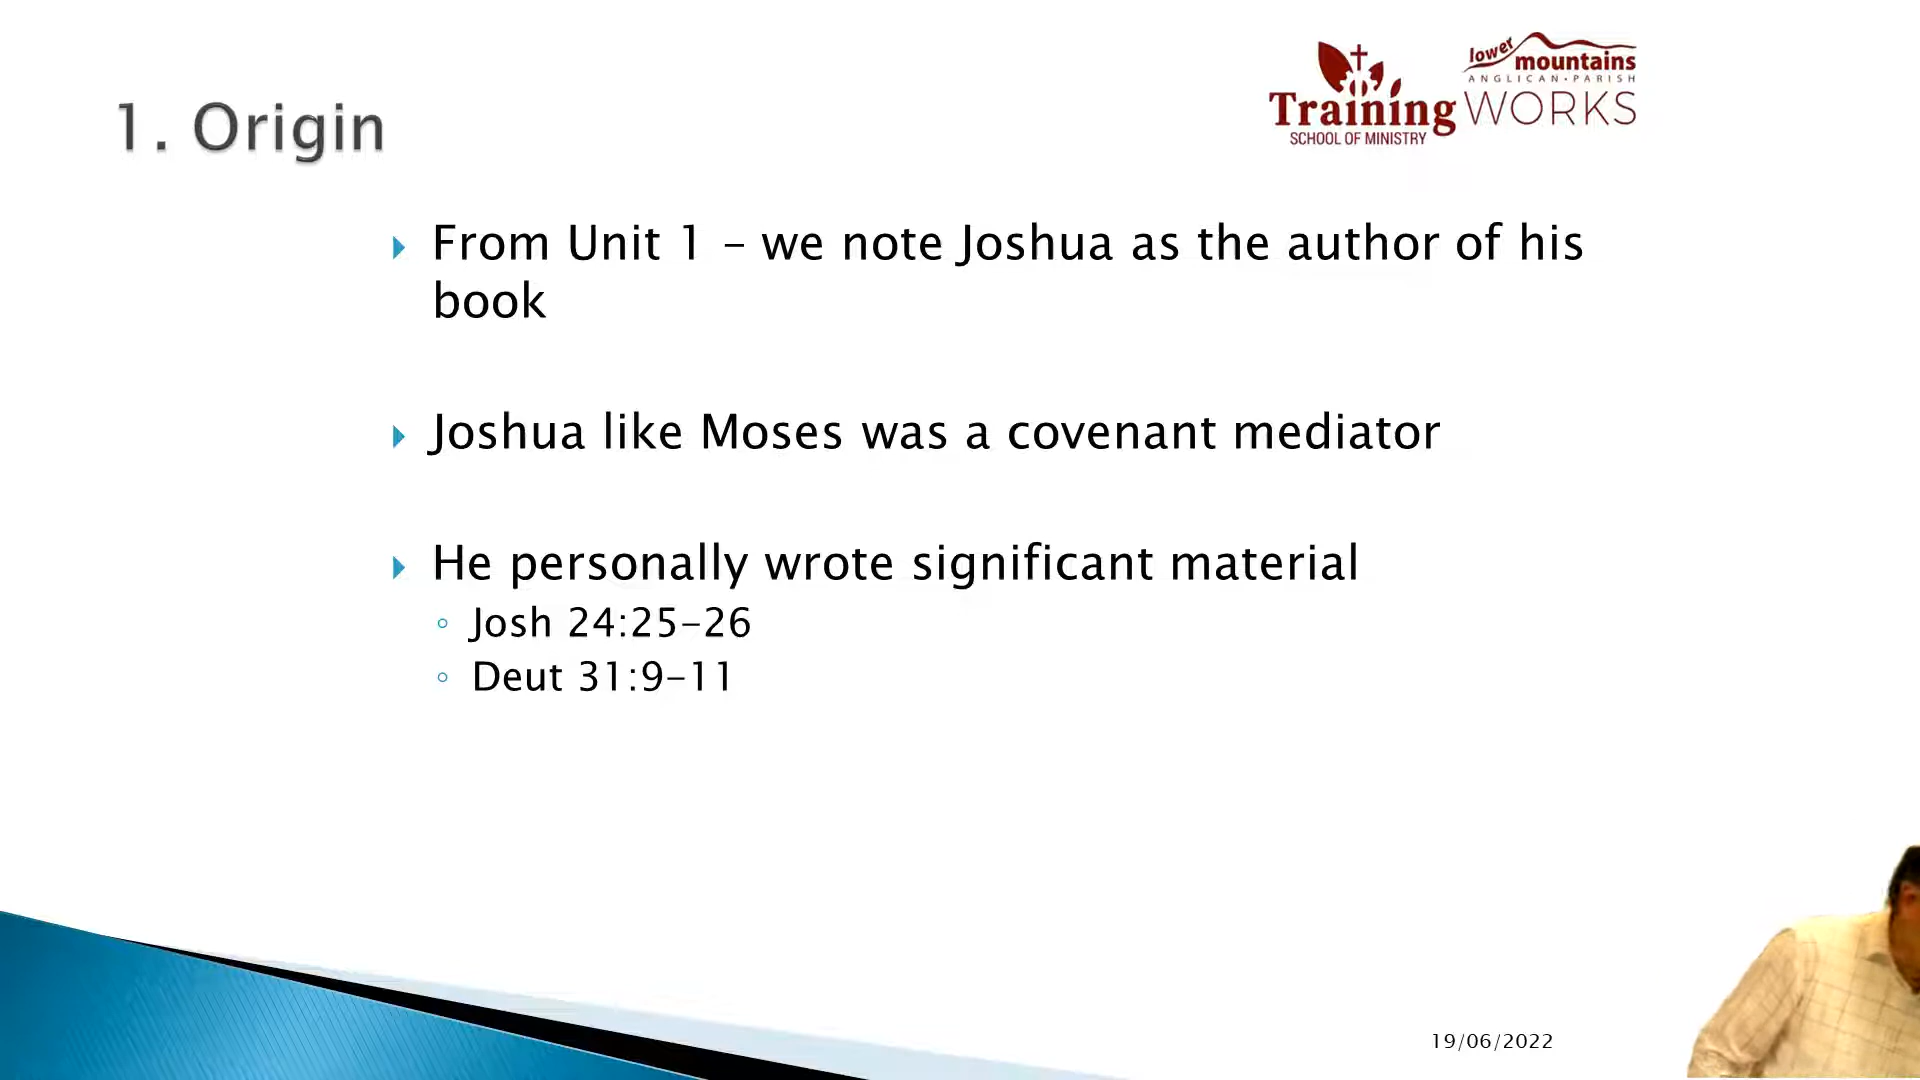 lower
mountains
ANGLICAN•PARISH
Training WORKS
SCHOOL OF MINISTRY
1. Origin
From Unit 1 – we note Joshua as the author of his
book
Joshua like Moses was a covenant mediator
He personally wrote significant material
Josh 24:25-26
Deut 31:9-11
19/06/2022